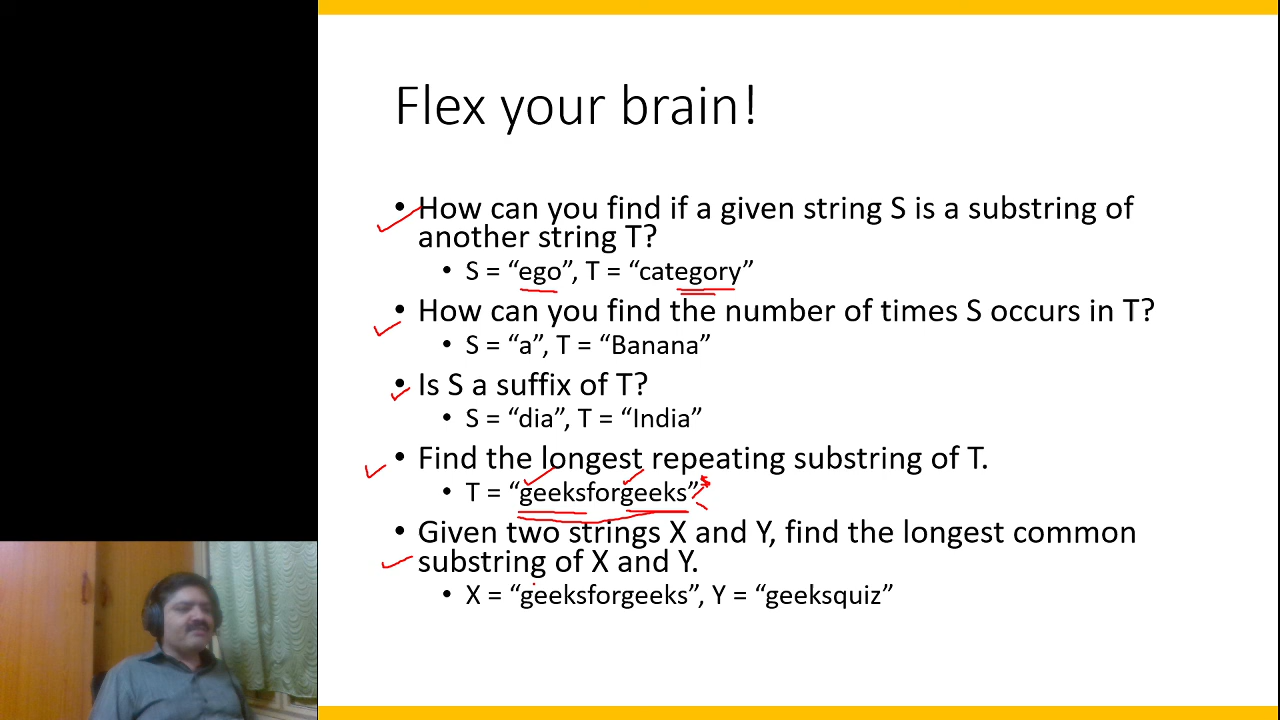 Flex your brain!
• How can you find if a given string S is a substring of
another string T?
• S = “ego”, T = “category”
• How can you find the number of times S occurs in T?
• S = “a”, T = “Banana”
• Is S a suffix of T?
• S = “dia”, T = “India”
• Find the longest repeating substring of T.
• T = “geeksforgeeks”
• Given two strings X and Y, find the longest common
substring of X and Y.
• X = “geeksforgeeks”, Y = “geeksquiz”